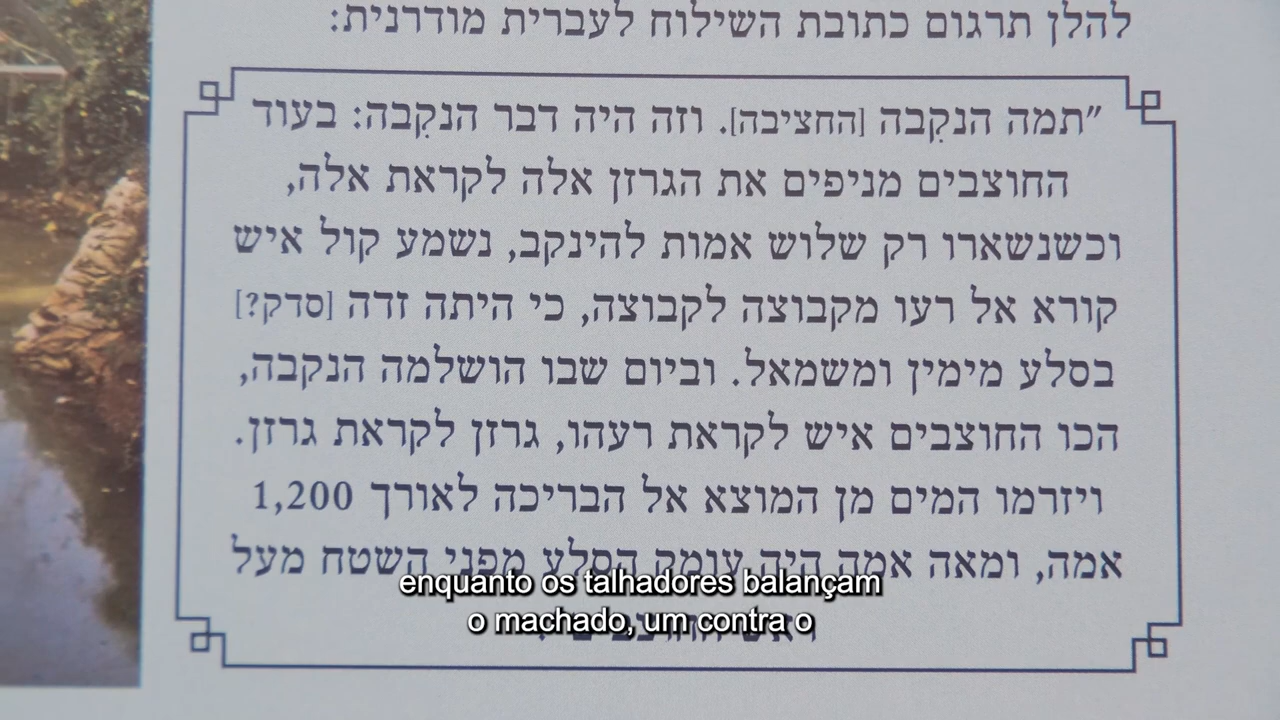 להלן תרגום כתובת השילוח לעברית מודרנית:
"תמה הנקִבה [החציבה]. וזה היה דבר הנקִבה: בעוד
החוצבים מניפים את הגרזן אלה לקראת אלה,
וכשנשארו רק שלוש אמות להינקב, נשמע קול איש
קורא אל רעו מקבוצה לקבוצה, כי היתה זדה [סדק?]
בסלע מימין ומשמאל. וביום שבו הושלמה הנקבה,
הכו החוצבים איש לקראת רעהו, גרזן לקראת גרזן.
ויזרמו המים מן המוצא אל הבריכה לאורך 1,200
אמה, ומאה אמה היה עומק הסלע מפני השטח מעל
enquanto os talhadores balançam
o machado, um contra o